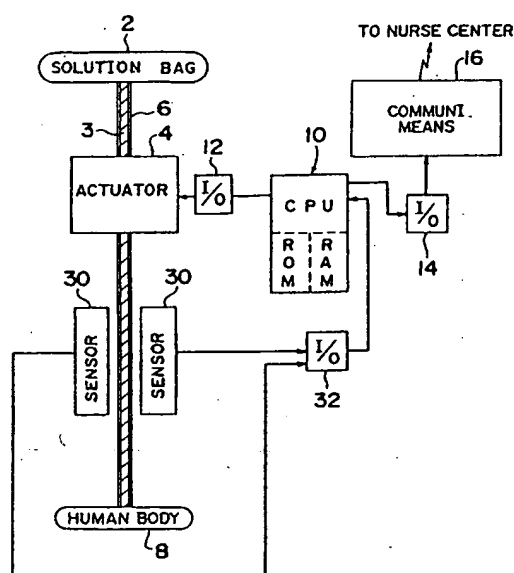 2
SOLUTION BAG
TO NURSE CENTER
16
COMMUNI
MEANS
3
6
4
ACTUATOR
12
I/O
10
CPU
ROM
RAM
I/O
14
30
SENSOR
30
SENSOR
I/O
32
HUMAN BODY
8